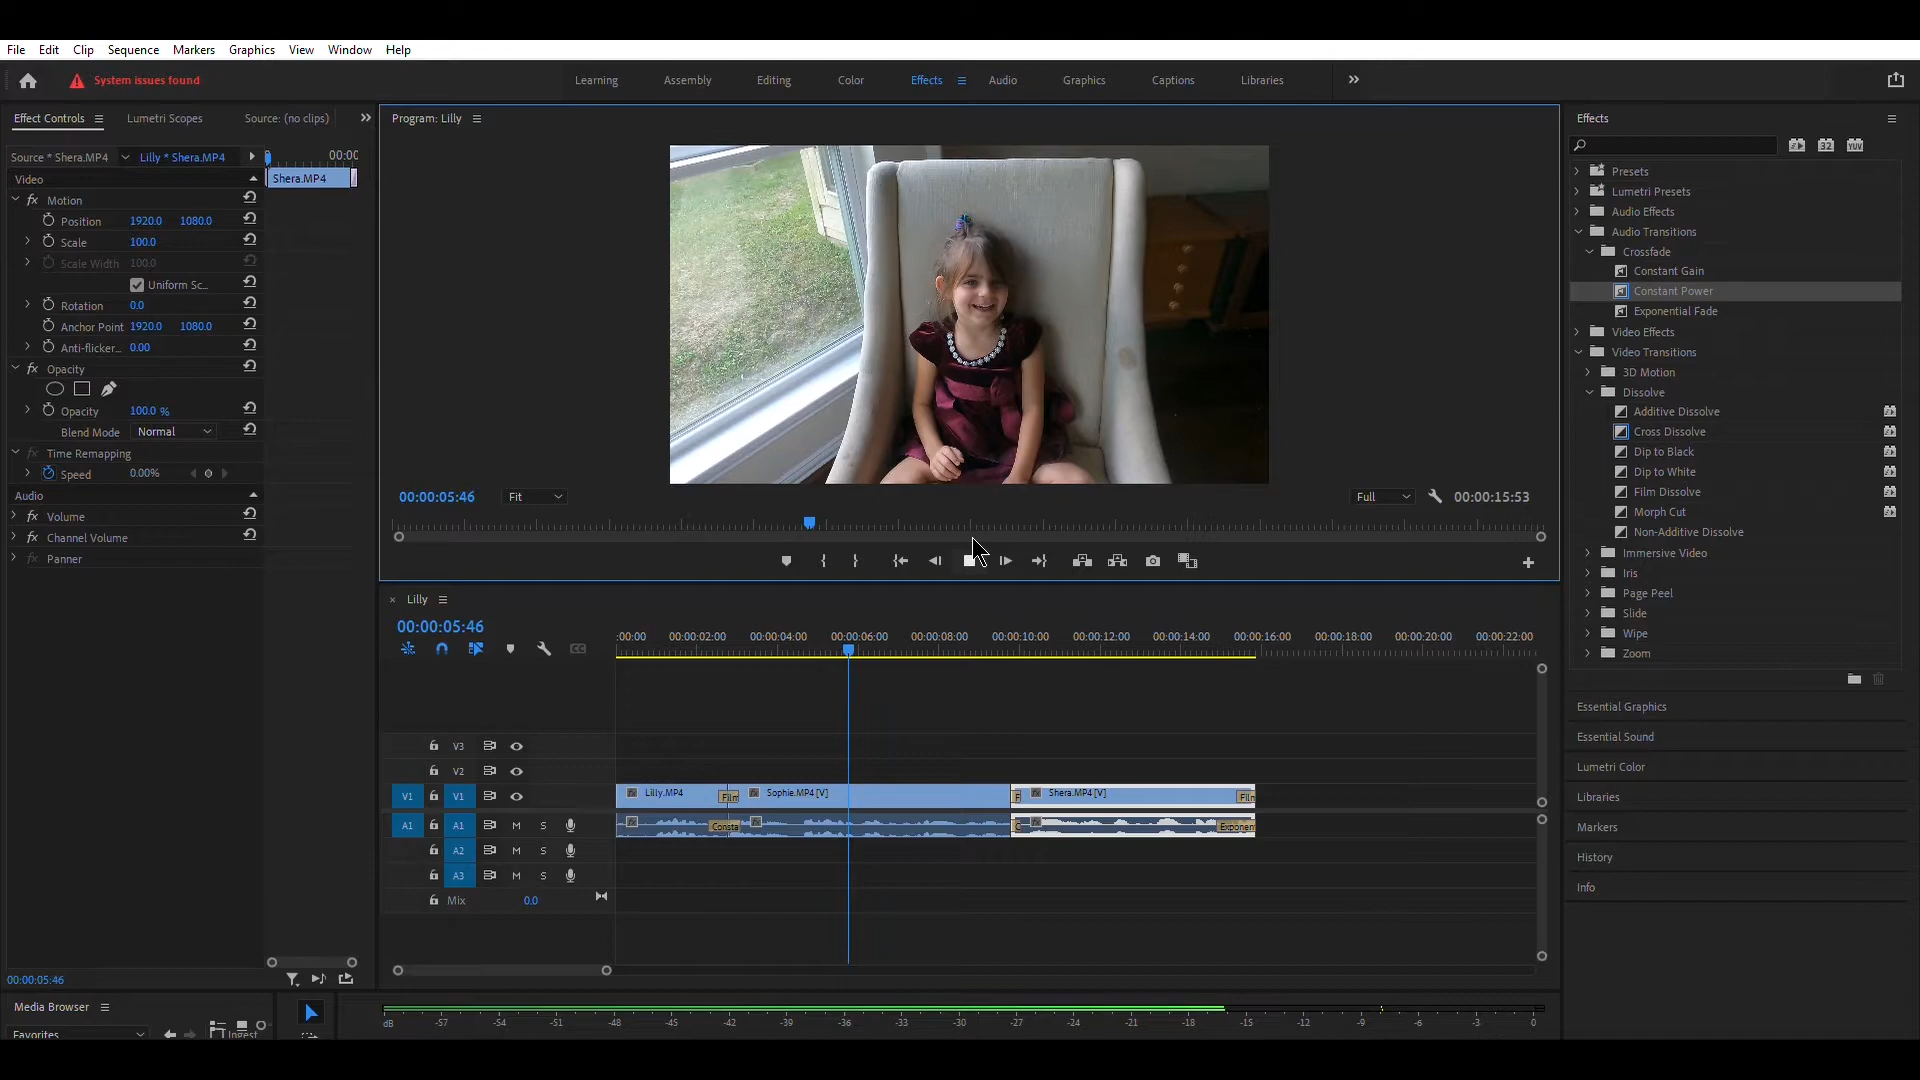 File Edit Clip Sequence Markers Graphics View Window Help
System issues found
Learning Assembly Editing Color Effects Audio Graphics Captions Libraries
Effect Controls Lumetri Scopes Source: (no clips)
Source * Shera.MP4 Lilly * Shera.MP4
Video Shera.MP4
Motion
Position 1920.0 1080.0
Scale 100.0
Scale Width 100.0
Uniform Sc...
Rotation 0.0
Anchor Point 1920.0 1080.0
Anti-flicker... 0.00
Opacity
Opacity 100.0 %
Blend Mode Normal
Time Remapping
Speed 0.00%
Audio
Volume
Channel Volume
Panner
00:00:05:46
Media Browser
Favorites
Ingest
Program: Lilly
00:00:05:46 Fit Full 00:00:15:53
Lilly
00:00:05:46
:00:00 00:00:02:00 00:00:04:00 00:00:06:00 00:00:08:00 00:00:10:00 00:00:12:00 00:00:14:00 00:00:16:00 00:00:18:00 00:00:20:00 00:00:22:00
V3
V2
V1 V1 Lilly.MP4 Film Sophie.MP4 [V] F Shera.MP4 [V] Film
A1 A1 M S Consta C Exponen
A2 M S
A3 M S
Mix 0.0
dB -57 -54 -51 -48 -45 -42 -39 -36 -33 -30 -27 -24 -21 -18 -15 -12 -9 -6 -3 0
Effects
32 YUV
Presets
Lumetri Presets
Audio Effects
Audio Transitions
Crossfade
Constant Gain
Constant Power
Exponential Fade
Video Effects
Video Transitions
3D Motion
Dissolve
Additive Dissolve
Cross Dissolve
Dip to Black
Dip to White
Film Dissolve
Morph Cut
Non-Additive Dissolve
Immersive Video
Iris
Page Peel
Slide
Wipe
Zoom
Essential Graphics
Essential Sound
Lumetri Color
Libraries
Markers
History
Info